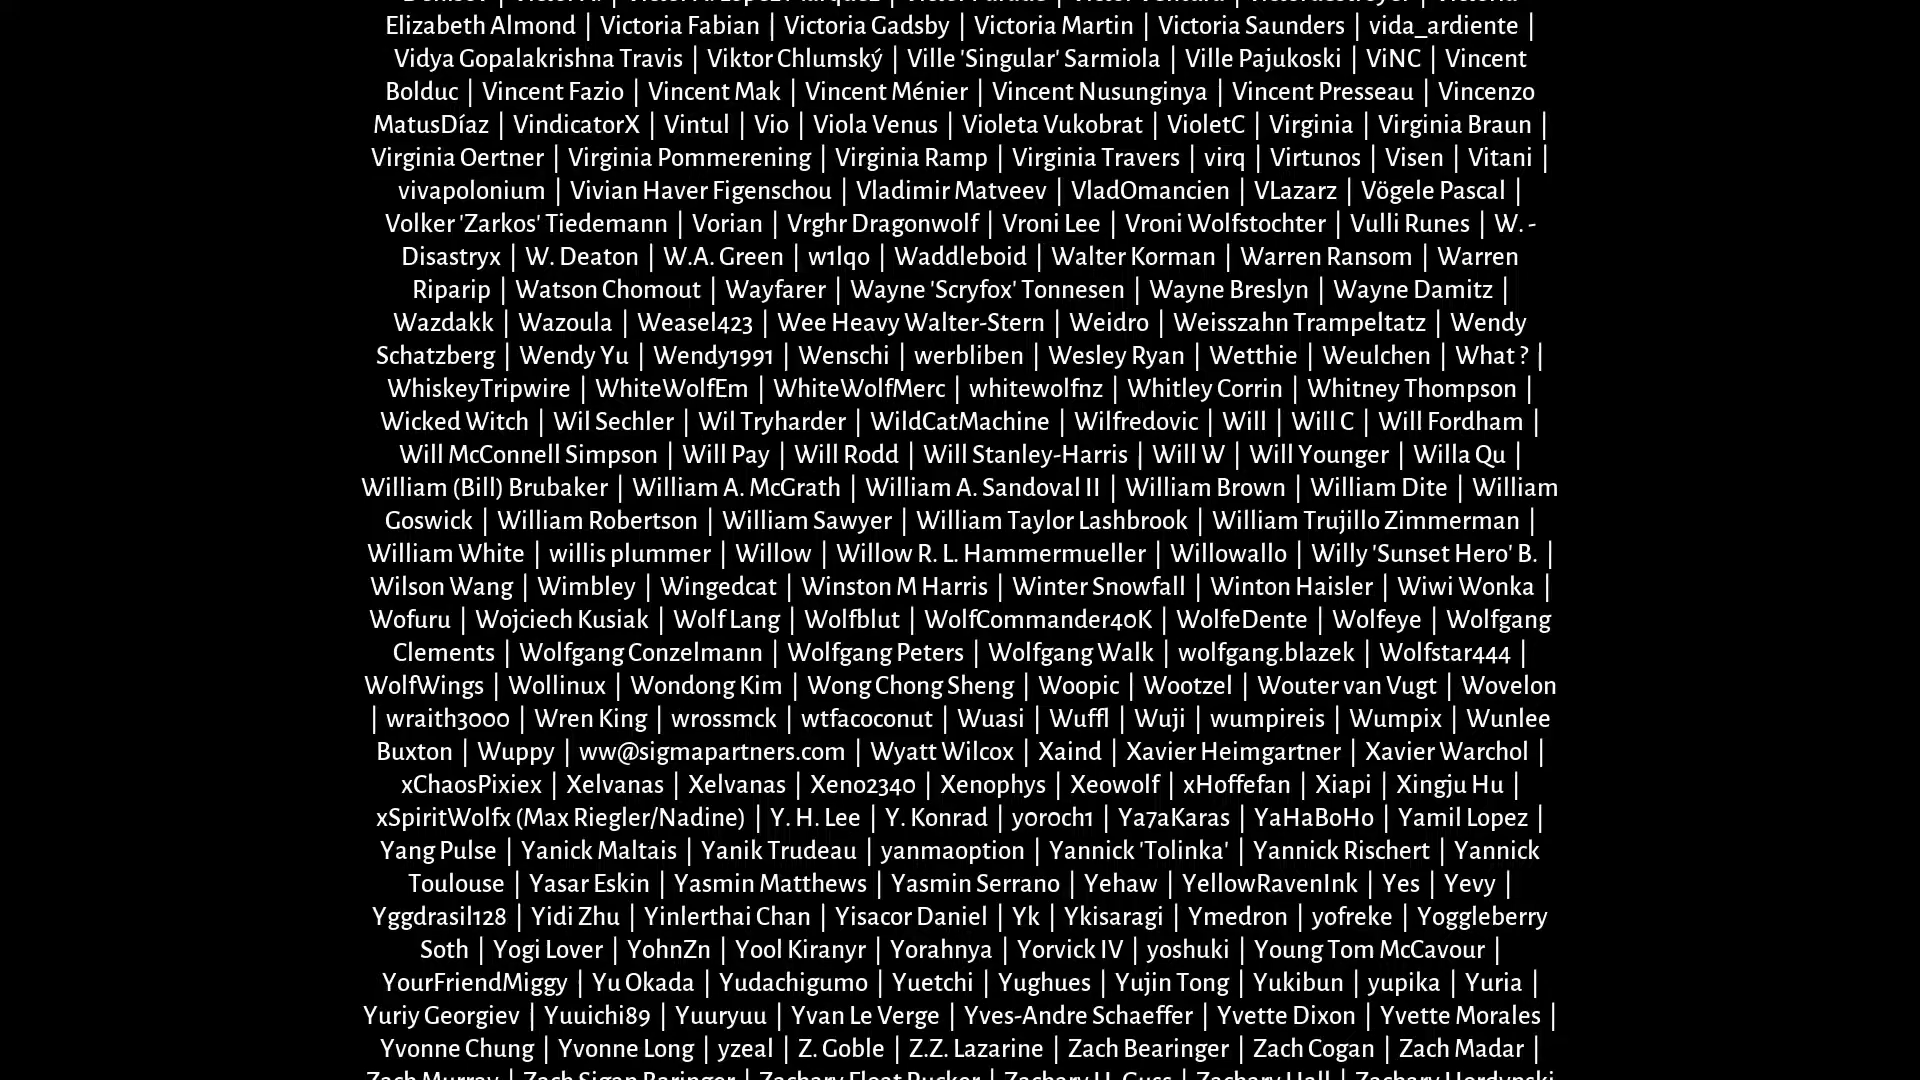 Elizabeth Almond | Victoria Fabian | Victoria Gadsby | Victoria Martin | Victoria Saunders | vida_ardiente |
Vidya Gopalakrishna Travis | Viktor Chlumský | Ville 'Singular' Sarmiola | Ville Pajukoski | ViNC | Vincent
Bolduc | Vincent Fazio | Vincent Mak | Vincent Ménier | Vincent Nusunginya | Vincent Presseau | Vincenzo
MatusDíaz | VindicatorX | Vintul | Vio | Viola Venus | Violeta Vukobrat | VioletC | Virginia | Virginia Braun |
Virginia Oertner | Virginia Pommerening | Virginia Ramp | Virginia Travers | virq | Virtunos | Visen | Vitani |
vivapolonium | Vivian Haver Figenschou | Vladimir Matveev | VladOmancien | VLazarz | Vögele Pascal |
Volker 'Zarkos' Tiedemann | Vorian | Vrghr Dragonwolf | Vroni Lee | Vroni Wolfstochter | Vulli Runes | W. -
Disastryx | W. Deaton | W.A. Green | w1lq0 | Waddleboid | Walter Korman | Warren Ransom | Warren
Riparip | Watson Chomout | Wayfarer | Wayne 'Scryfox' Tonnesen | Wayne Breslyn | Wayne Damitz |
Wazdakk | Wazoula | Weasel423 | Wee Heavy Walter-Stern | Weidro | Weisszahn Trampeltatz | Wendy
Schatzberg | Wendy Yu | Wendy1991 | Wenschi | werbliben | Wesley Ryan | Wetthie | Weulchen | What ? |
WhiskeyTripwire | WhiteWolfEm | WhiteWolfMerc | whitewolfnz | Whitley Corrin | Whitney Thompson |
Wicked Witch | Wil Sechler | Wil Tryharder | WildCatMachine | Wilfredovic | Will | Will C | Will Fordham |
Will McConnell Simpson | Will Pay | Will Rodd | Will Stanley-Harris | Will W | Will Younger | Willa Qu |
William (Bill) Brubaker | William A. McGrath | William A. Sandoval II | William Brown | William Dite | William
Goswick | William Robertson | William Sawyer | William Taylor Lashbrook | William Trujillo Zimmerman |
William White | willis plummer | Willow | Willow R. L. Hammermueller | Willowallo | Willy 'Sunset Hero' B. |
Wilson Wang | Wimbley | Wingedcat | Winston M Harris | Winter Snowfall | Winton Haisler | Wiwi Wonka |
Wofuru | Wojciech Kusiak | Wolf Lang | Wolfblut | WolfCommander40K | WolfeDente | Wolfeye | Wolfgang
Clements | Wolfgang Conzelmann | Wolfgang Peters | Wolfgang Walk | wolfgang.blazek | Wolfstar444 |
WolfWings | Wollinux | Wondong Kim | Wong Chong Sheng | Woopic | Wootzel | Wouter van Vugt | Wovelon
| wraith3000 | Wren King | wrossmck | wtfacoconut | Wuasi | Wuffl | Wuji | wumpireis | Wumpix | Wunlee
Buxton | Wuppy | ww@sigmapartners.com | Wyatt Wilcox | Xaind | Xavier Heimgartner | Xavier Warchol |
xChaosPixiex | Xelvanas | Xelvanas | Xeno2340 | Xenophys | Xeowolf | xHoffefan | Xiapi | Xingju Hu |
xSpiritWolfx (Max Riegler/Nadine) | Y. H. Lee | Y. Konrad | y0r0ch1 | Ya7aKaras | YaHaBoHo | Yamil Lopez |
Yang Pulse | Yanick Maltais | Yanik Trudeau | yanmaoption | Yannick 'Tolinka' | Yannick Rischert | Yannick
Toulouse | Yasar Eskin | Yasmin Matthews | Yasmin Serrano | Yehaw | YellowRavenInk | Yes | Yevy |
Yggdrasil128 | Yidi Zhu | Yinlerthai Chan | Yisacor Daniel | Yk | Ykisaragi | Ymedron | yofreke | Yoggleberry
Soth | Yogi Lover | YohnZn | Yool Kiranyr | Yorahnya | Yorvick IV | yoshuki | Young Tom McCavour |
YourFriendMiggy | Yu Okada | Yudachigumo | Yuetchi | Yughues | Yujin Tong | Yukibun | yupika | Yuria |
Yuriy Georgiev | Yuuichi89 | Yuuryuu | Yvan Le Verge | Yves-Andre Schaeffer | Yvette Dixon | Yvette Morales |
Yvonne Chung | Yvonne Long | yzeal | Z. Goble | Z.Z. Lazarine | Zach Bearinger | Zach Cogan | Zach Madar |